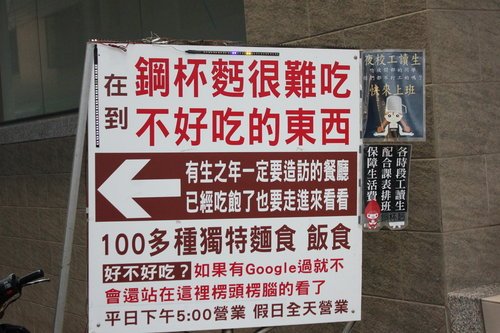 在到
鋼杯麪很難吃
不好吃的東西
有生之年一定要造訪的餐廳
已經吃飽了也要走進來看看
100多種獨特麵食 飯食
好不好吃？如果有Google過就不
會還站在這裡楞頭楞腦的看了
平日下午5:00營業 假日全天營業
夜校工讀生
快來上班
各時段工讀生
配合課表排班
保障生活費